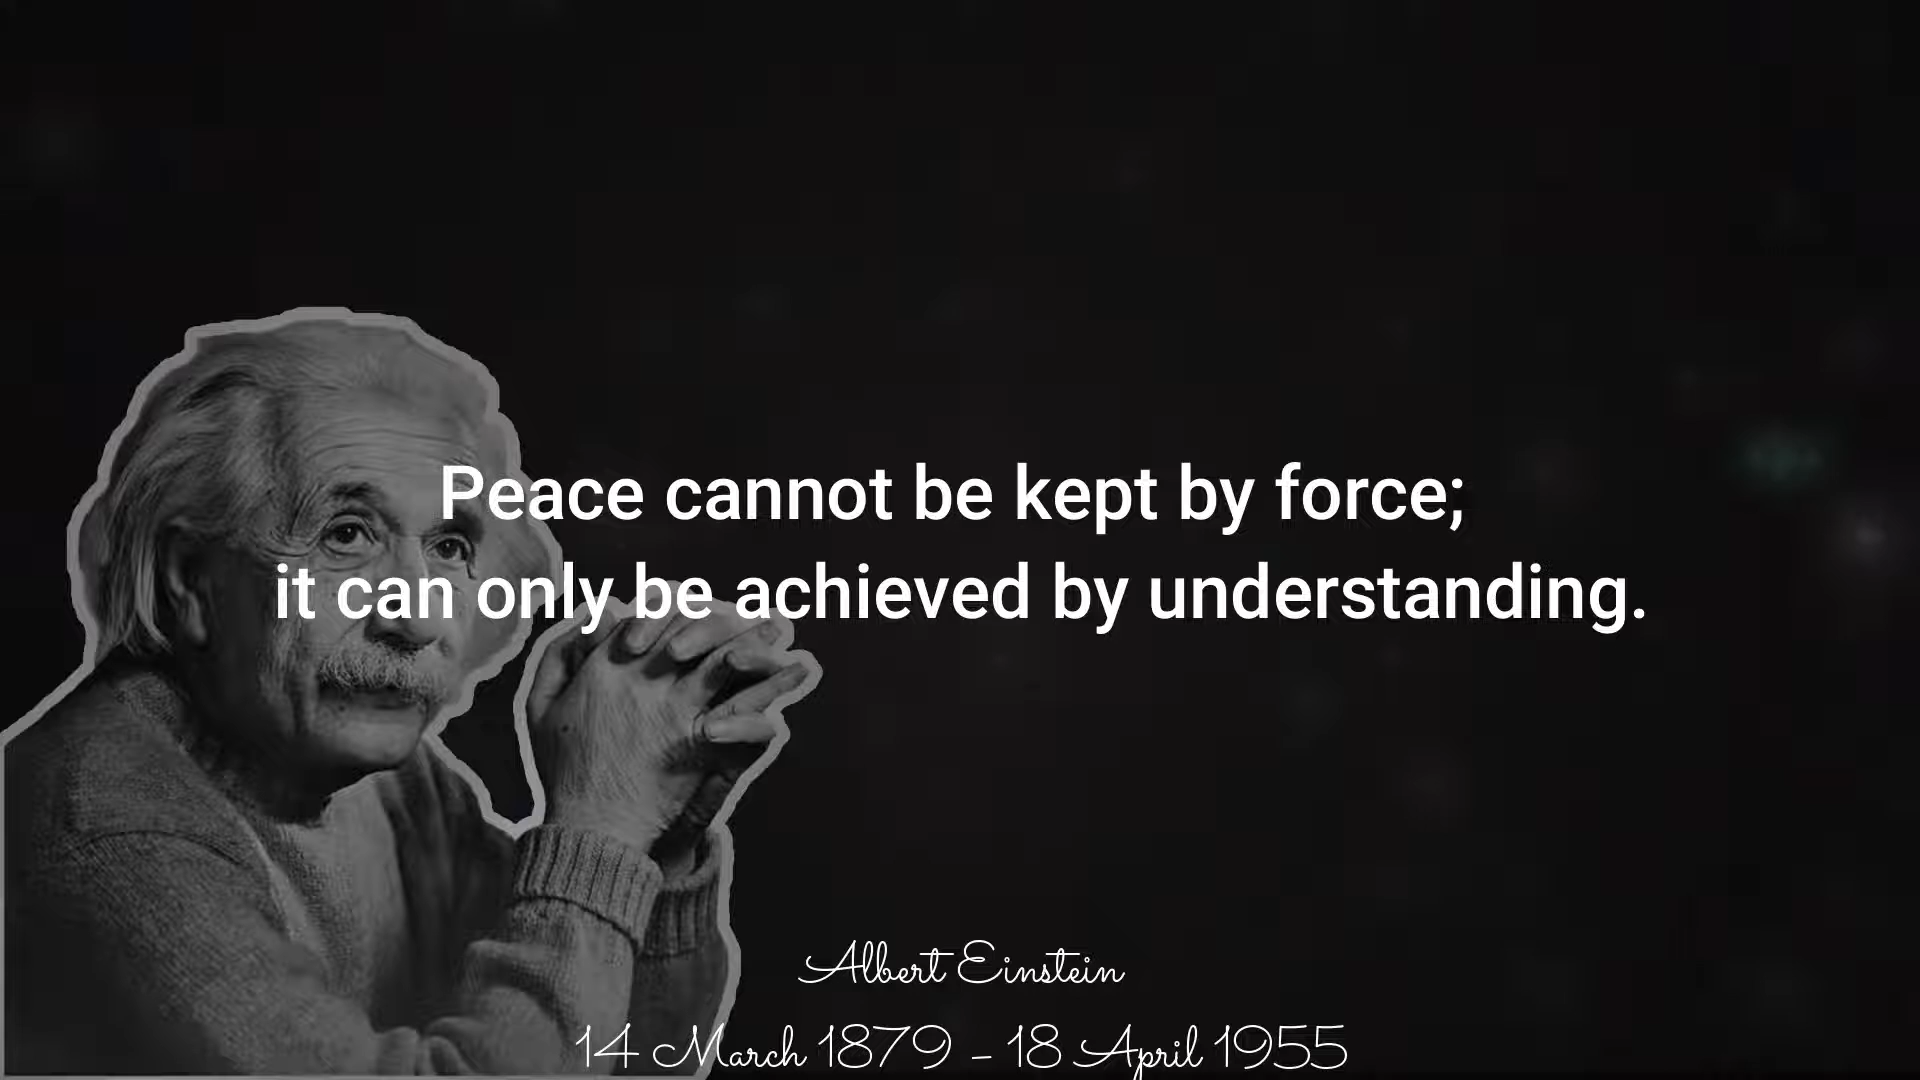 Peace cannot be kept by force;
it can only be achieved by understanding.
Albert Einstein
14 March 1879 - 18 April 1955